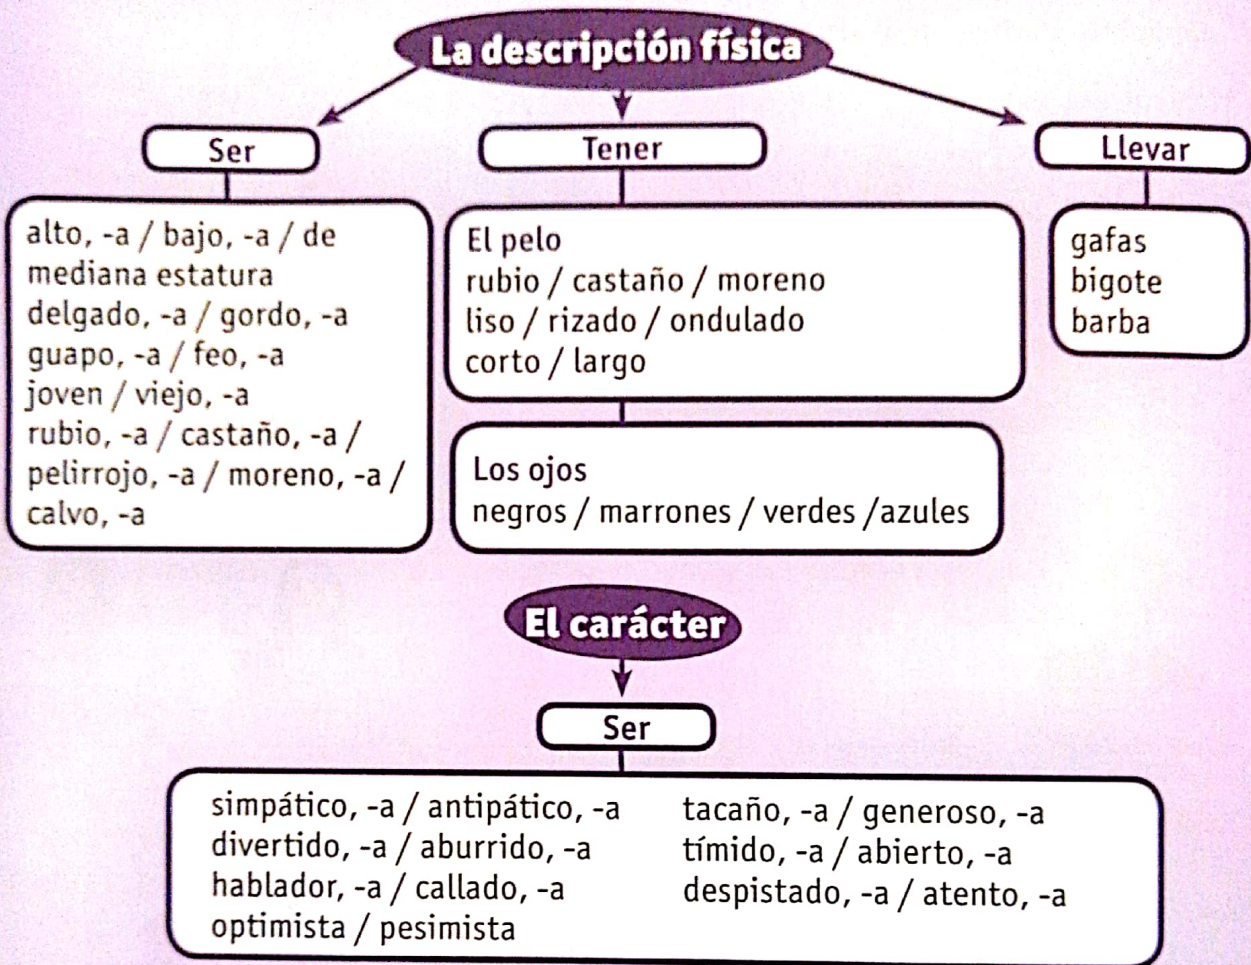 La descripción física
Ser
alto, -a / bajo, -a / de
mediana estatura
delgado, -a / gordo, -a
guapo, -a / feo, -a
joven / viejo, -a
rubio, -a / castaño, -a /
pelirrojo, -a / moreno, -a /
calvo, -a
Tener
El pelo
rubio / castaño / moreno
liso / rizado / ondulado
corto / largo
Los ojos
negros / marrones / verdes /azules
Llevar
gafas
bigote
barba
El carácter
Ser
simpático, -a / antipático, -a
divertido, -a / aburrido, -a
hablador, -a / callado, -a
optimista / pesimista
tacaño, -a / generoso, -a
tímido, -a / abierto, -a
despistado, -a / atento, -a